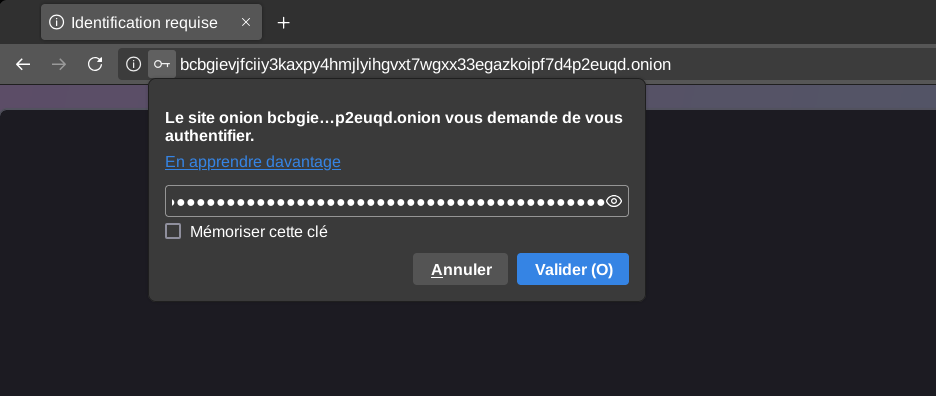 Identification requise
bcbgievjfciiy3kaxpy4hmjlyihgvxt7wgxx33egazkoipf7d4p2euqd.onion
Le site onion bcbgie…p2euqd.onion vous demande de vous
authentifier.
En apprendre davantage
Mémoriser cette clé
Annuler
Valider (O)